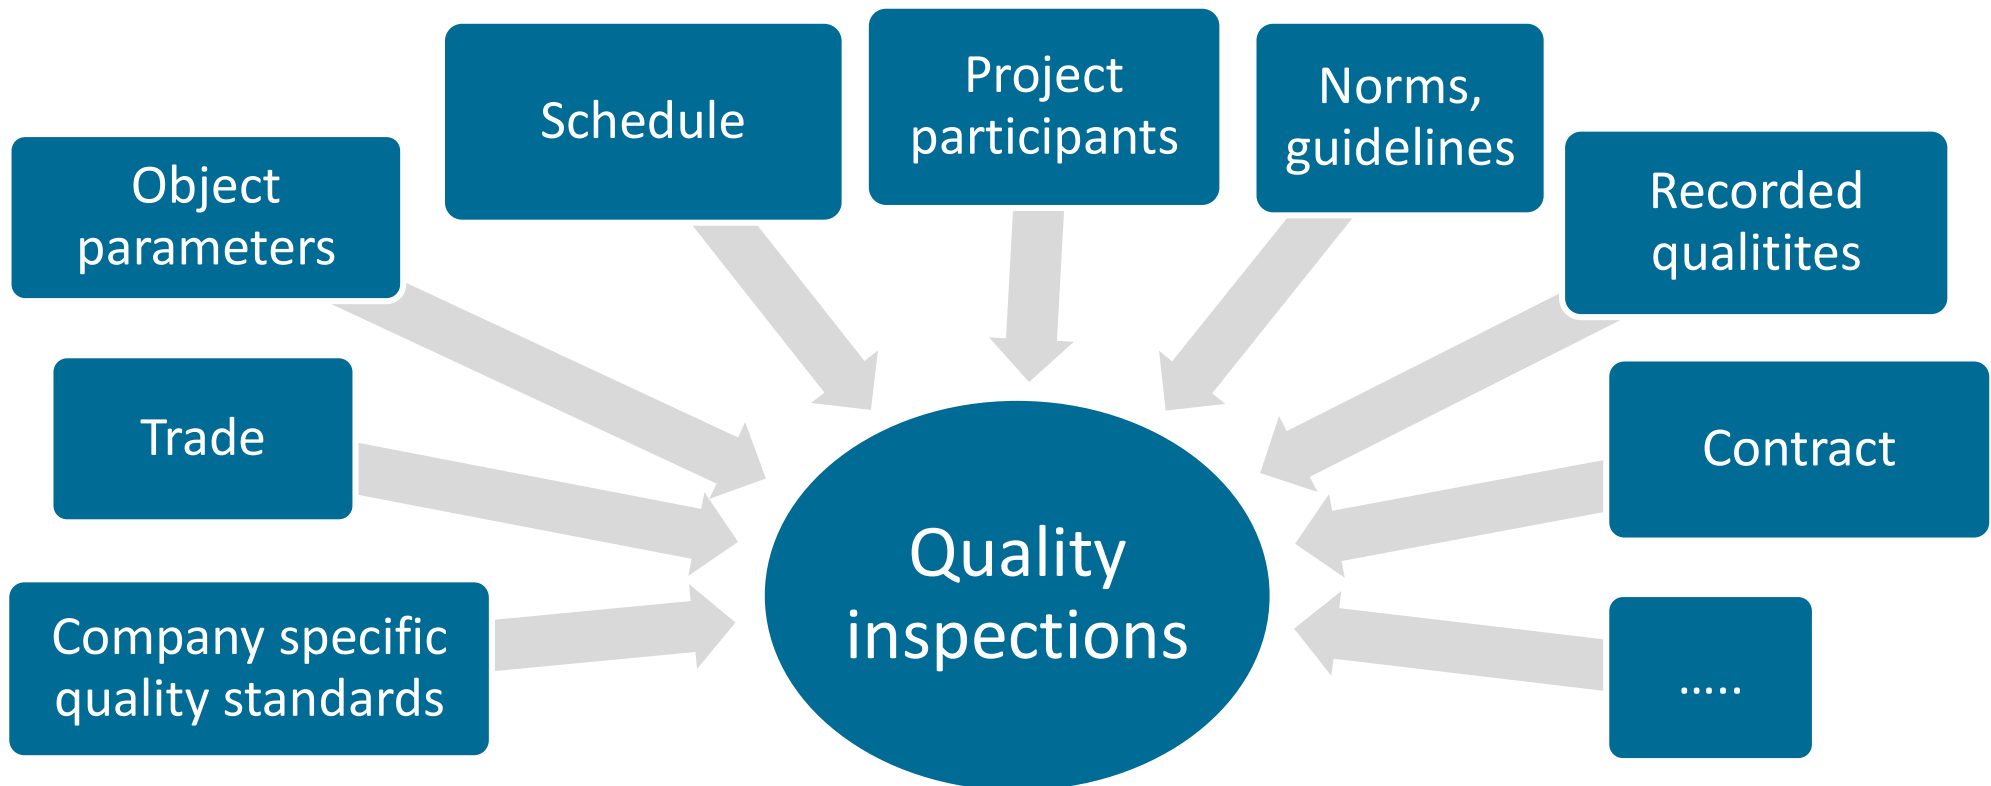 Company specific
quality standards
Trade
Object
parameters
Schedule
Project
participants
Norms,
guidelines
Recorded
qualitites
Contract
.....
Quality
inspections